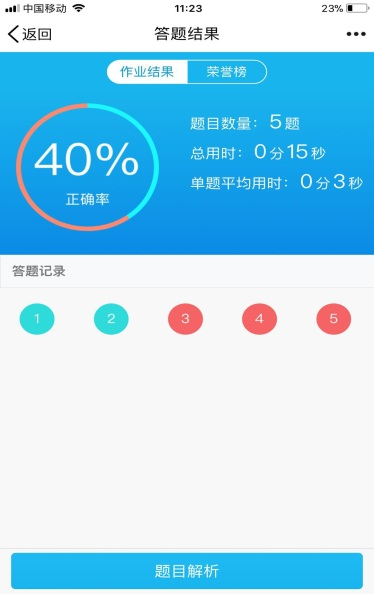 中国移动 11:23 23%
返回 答题结果
作业结果 荣誉榜
40%
正确率
题目数量：5题
总用时：0分15秒
单题平均用时：0分3秒
答题记录
1 2 3 4 5
题目解析